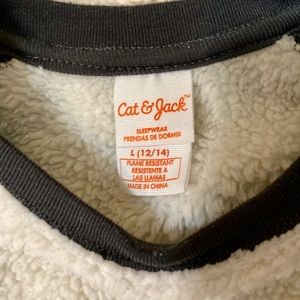 Cat & Jack™
SLEEPWEAR
PRENDAS DE DORMIR
L (12/14)
FLAME RESISTANT
RESISTENTE A
LAS LLAMAS
MADE IN CHINA